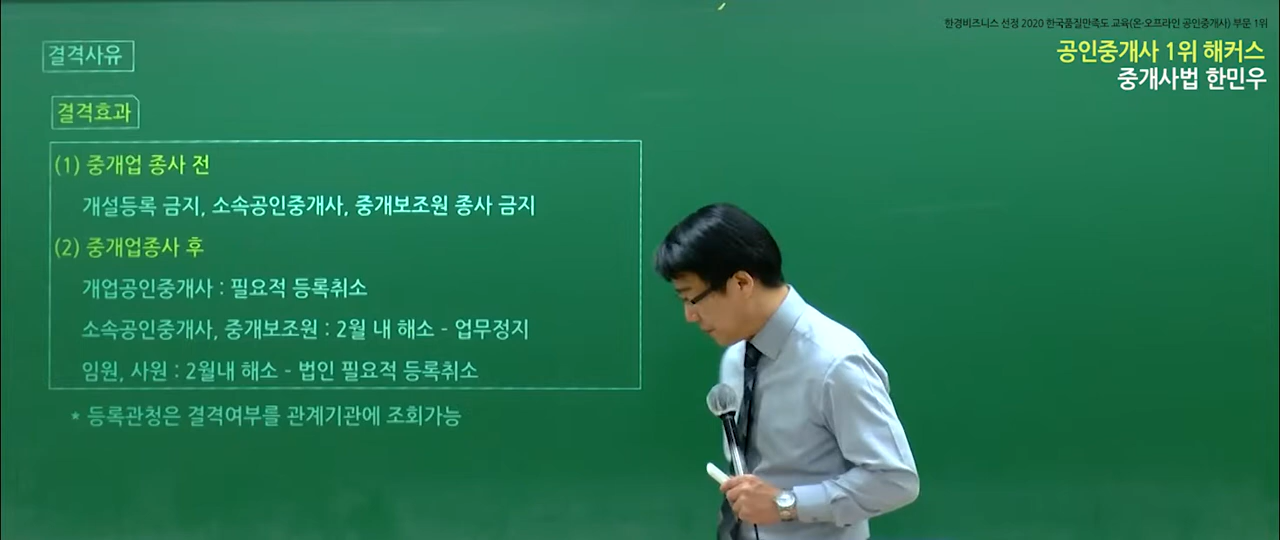 한경비즈니스 선정 2020 한국품질만족도 교육(온·오프라인 공인중개사) 부문 1위
공인중개사 1위 해커스
중개사법 한민우
결격사유
결격효과
(1) 중개업 종사 전
개설등록 금지, 소속공인중개사, 중개보조원 종사 금지
(2) 중개업종사 후
개업공인중개사 : 필요적 등록취소
소속공인중개사, 중개보조원 : 2월 내 해소 - 업무정지
임원, 사원 : 2월내 해소 - 법인 필요적 등록취소
* 등록관청은 결격여부를 관계기관에 조회가능